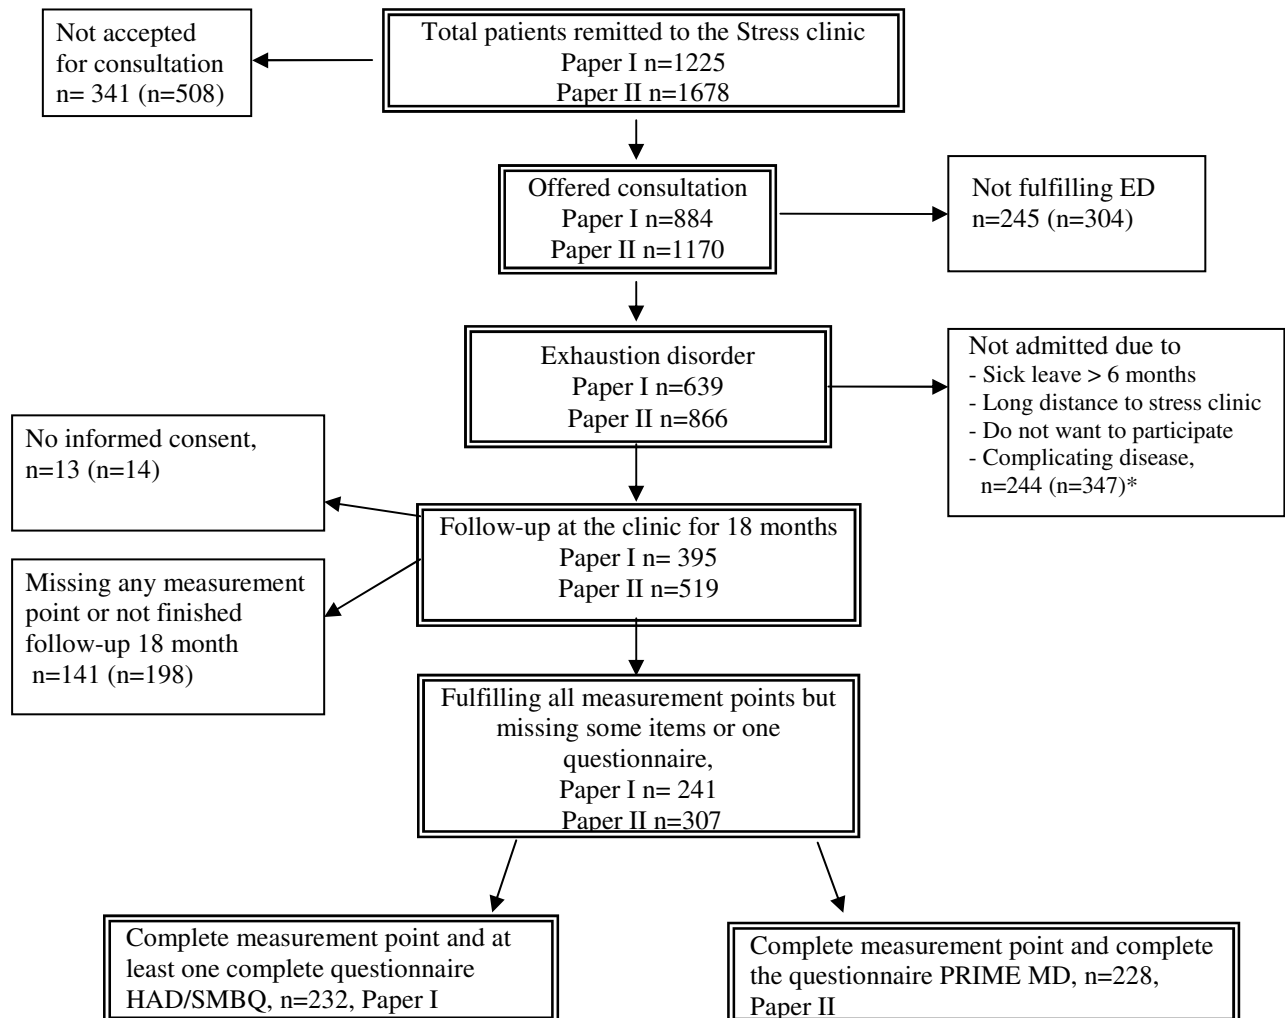 Not accepted
for consultation
n= 341 (n=508)
Total patients remitted to the Stress clinic
Paper I n=1225
Paper II n=1678
Offered consultation
Paper I n=884
Paper II n=1170
Not fulfilling ED
n=245 (n=304)
Exhaustion disorder
Paper I n=639
Paper II n=866
Not admitted due to
- Sick leave > 6 months
- Long distance to stress clinic
- Do not want to participate
- Complicating disease,
n=244 (n=347)*
No informed consent,
n=13 (n=14)
Follow-up at the clinic for 18 months
Paper I n= 395
Paper II n=519
Missing any measurement
point or not finished
follow-up 18 month
n=141 (n=198)
Fulfilling all measurement points but
missing some items or one
questionnaire,
Paper I n= 241
Paper II n=307
Complete measurement point and at
least one complete questionnaire
HAD/SMBQ, n=232, Paper I
Complete measurement point and complete
the questionnaire PRIME MD, n=228,
Paper II